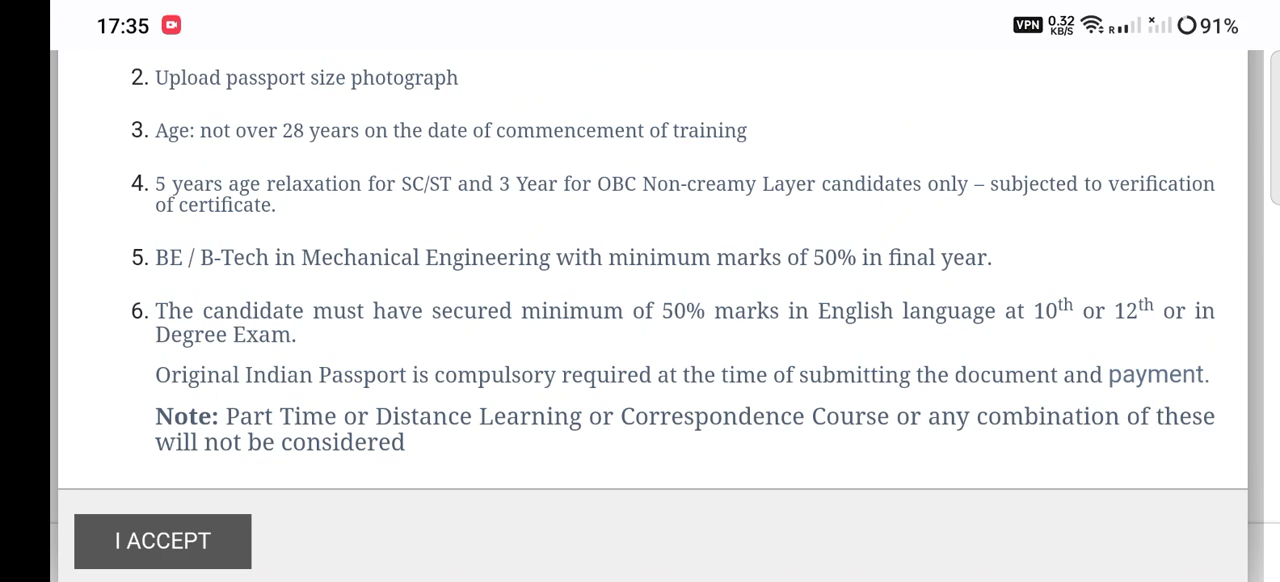 17:35 VPN 0.32 KB/S R x 91%
2. Upload passport size photograph
3. Age: not over 28 years on the date of commencement of training
4. 5 years age relaxation for SC/ST and 3 Year for OBC Non-creamy Layer candidates only – subjected to verification
of certificate.
5. BE / B-Tech in Mechanical Engineering with minimum marks of 50% in final year.
6. The candidate must have secured minimum of 50% marks in English language at 10th or 12th or in
Degree Exam.
Original Indian Passport is compulsory required at the time of submitting the document and payment.
Note: Part Time or Distance Learning or Correspondence Course or any combination of these
will not be considered
I ACCEPT